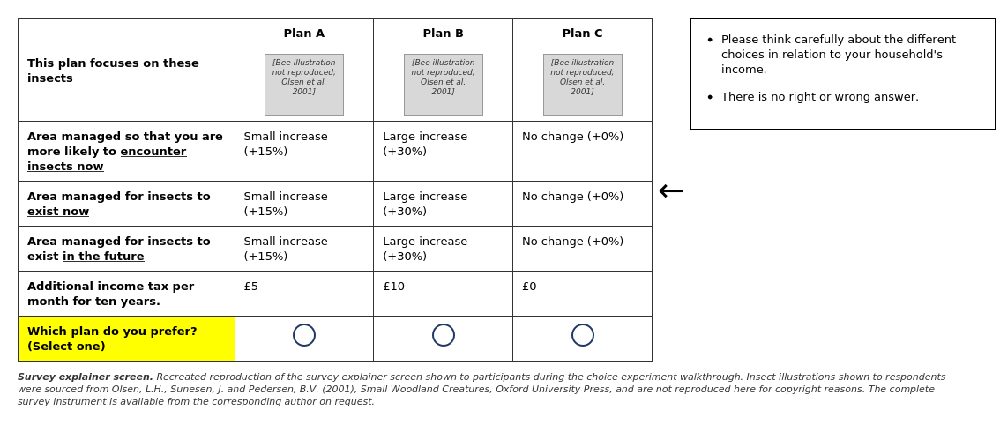 Plan A Plan B Plan C
This plan focuses on these
insects
[Bee illustration
not reproduced;
Olsen et al.
2001]
[Bee illustration
not reproduced;
Olsen et al.
2001]
[Bee illustration
not reproduced;
Olsen et al.
2001]
Area managed so that you are
more likely to encounter
insects now
Small increase
(+15%)
Large increase
(+30%)
No change (+0%)
Area managed for insects to
exist now
Small increase
(+15%)
Large increase
(+30%)
No change (+0%)
Area managed for insects to
exist in the future
Small increase
(+15%)
Large increase
(+30%)
No change (+0%)
Additional income tax per
month for ten years.
£5
£10
£0
Which plan do you prefer?
(Select one)
←
• Please think carefully about the different
choices in relation to your household's
income.
• There is no right or wrong answer.
Survey explainer screen. Recreated reproduction of the survey explainer screen shown to participants during the choice experiment walkthrough. Insect illustrations shown to respondents
were sourced from Olsen, L.H., Sunesen, J. and Pedersen, B.V. (2001), Small Woodland Creatures, Oxford University Press, and are not reproduced here for copyright reasons. The complete
survey instrument is available from the corresponding author on request.